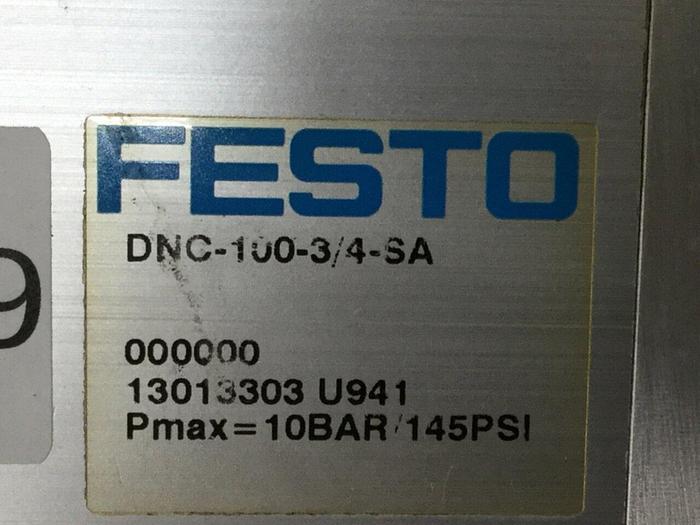 FESTO
DNC-100-3/4-SA
000000
13013303 U941
Pmax=10BAR/145PSI
9